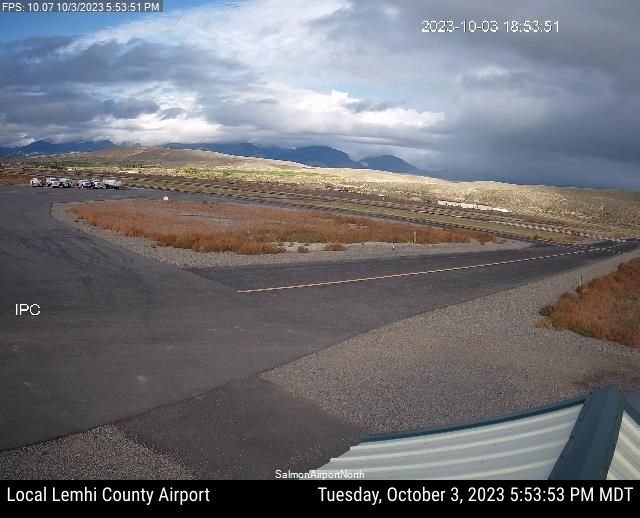 FPS: 10.07 10/3/2023 5:53:51 PM
2023-10-03 18:53:51
IPC
SalmonAirportNorth
Local Lemhi County Airport
Tuesday, October 3, 2023 5:53:53 PM MDT